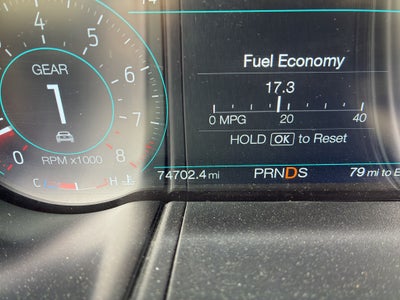 GEAR
1
0 4 5 6 7 8
RPM x1000
C H
Fuel Economy
17.3
0 MPG 20 40
HOLD OK to Reset
74702.4 mi PRNDS 79 mi to E